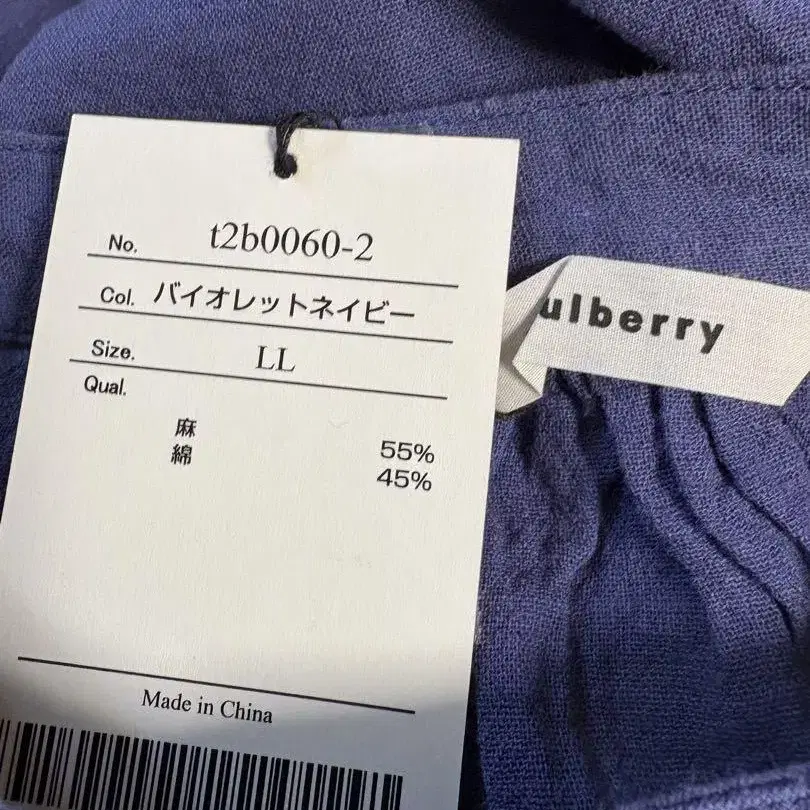 No. t2b0060-2
Col. バイオレットネイビー
Size. LL
Qual.
麻 55%
綿 45%
Made in China
ulberry